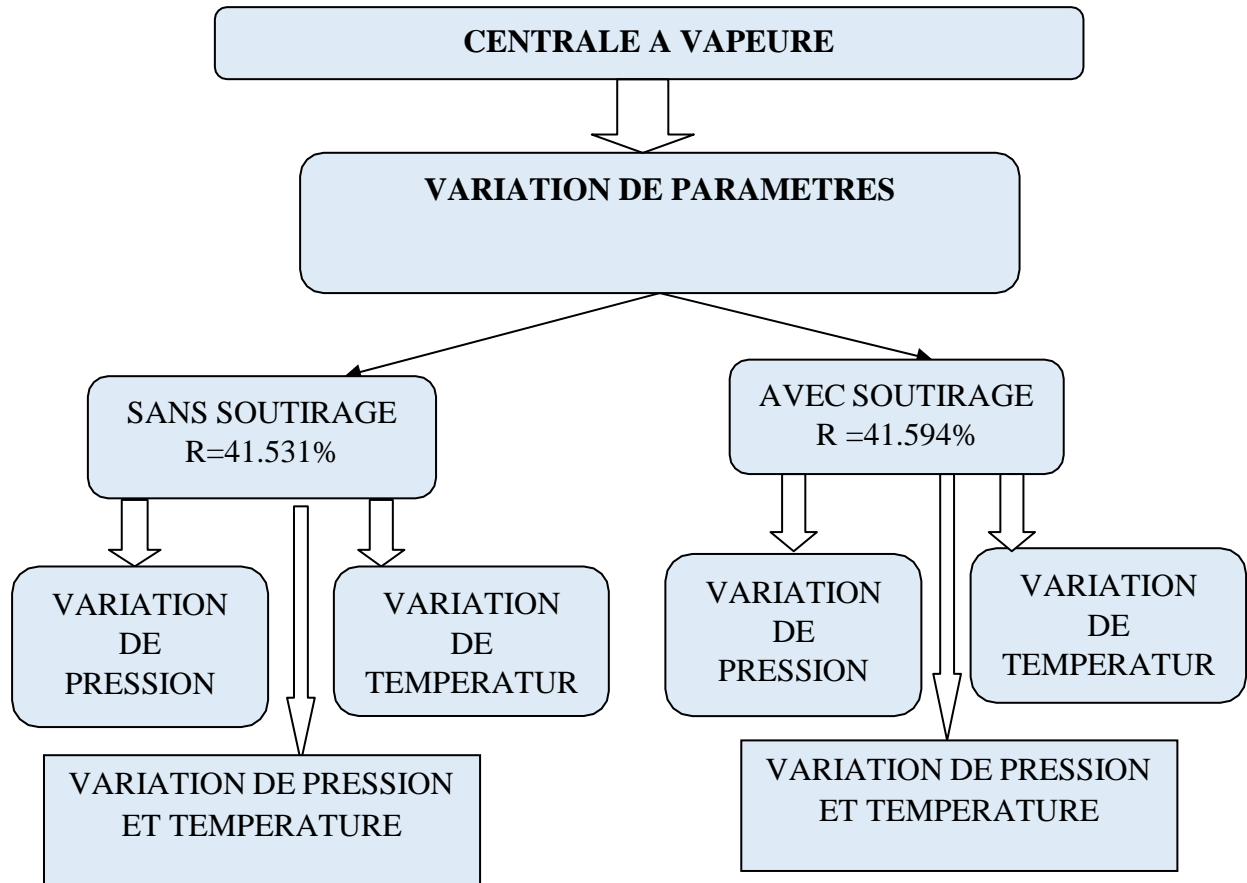 CENTRALE A VAPEURE
VARIATION DE PARAMETRES
SANS SOUTIRAGE
R=41.531%
AVEC SOUTIRAGE
R =41.594%
VARIATION
DE
PRESSION
VARIATION
DE
TEMPERATUR
VARIATION
DE
PRESSION
VARIATION
DE
TEMPERATUR
VARIATION DE PRESSION
ET TEMPERATURE
VARIATION DE PRESSION
ET TEMPERATURE